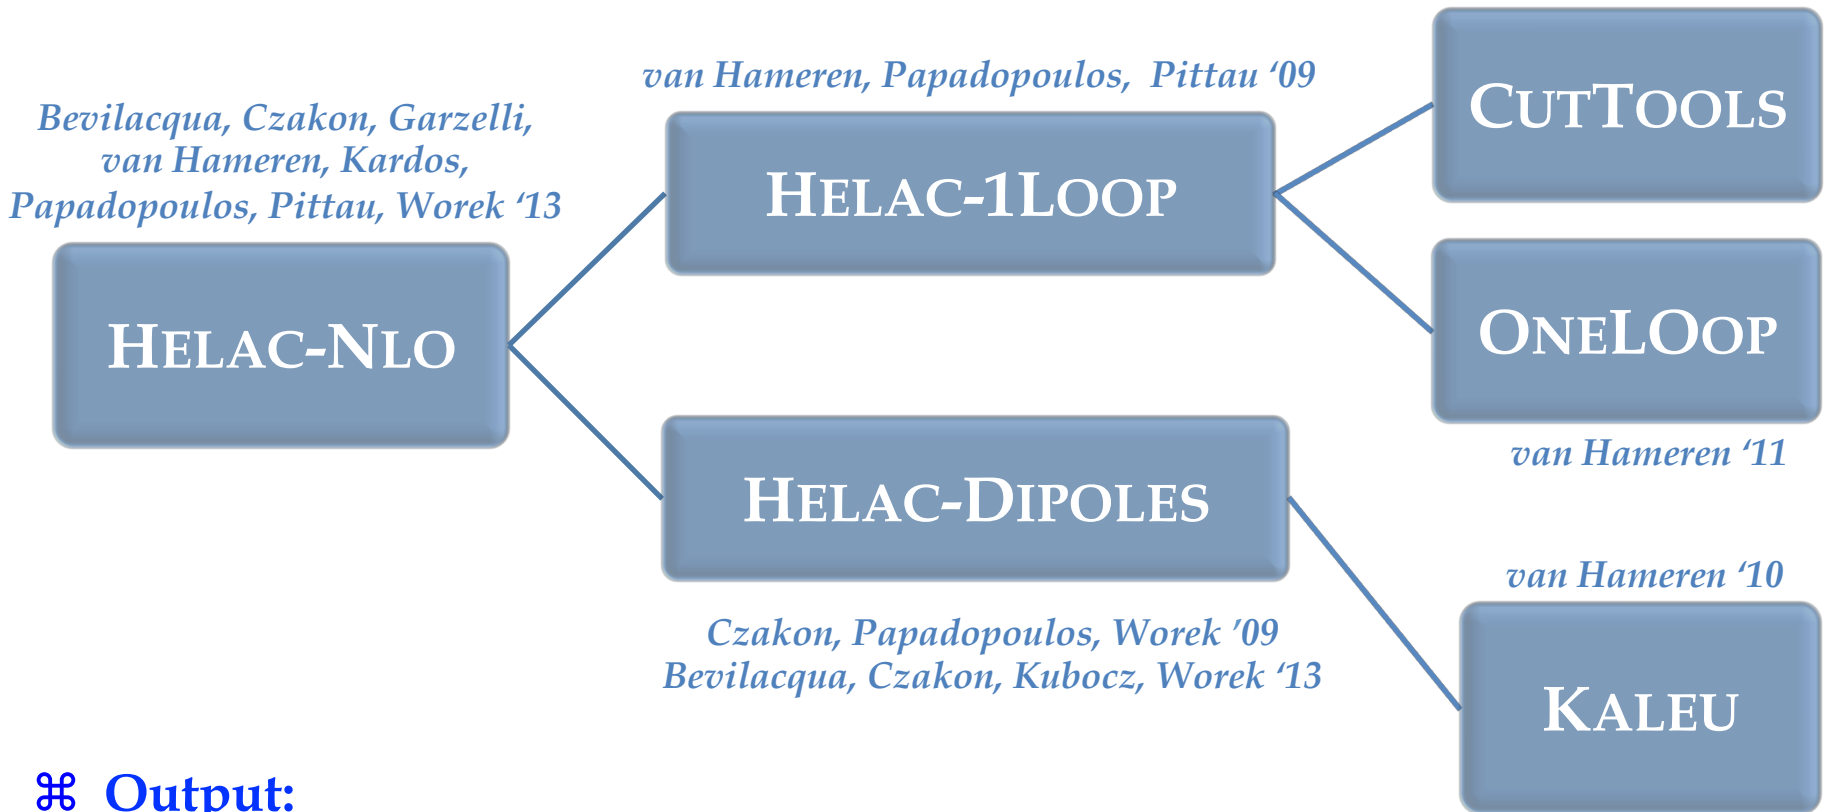 Bevilacqua, Czakon, Garzelli,
van Hameren, Kardos,
Papadopoulos, Pittau, Worek ‘13
HELAC-NLO
van Hameren, Papadopoulos, Pittau ‘09
HELAC-1LOOP
CUTTOOLS
ONELOOP
van Hameren ‘11
HELAC-DIPOLES
Czakon, Papadopoulos, Worek ’09
Bevilacqua, Czakon, Kubocz, Worek ‘13
van Hameren ‘10
KALEU
⌘ Output: